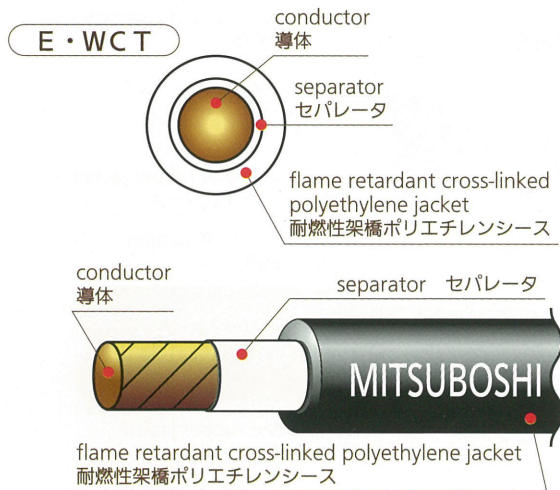 E・WCT
conductor
導体
separator
セパレータ
flame retardant cross-linked
polyethylene jacket
耐燃性架橋ポリエチレンシース
conductor
導体
separator セパレータ
MITSUBOSHI
flame retardant cross-linked polyethylene jacket
耐燃性架橋ポリエチレンシース